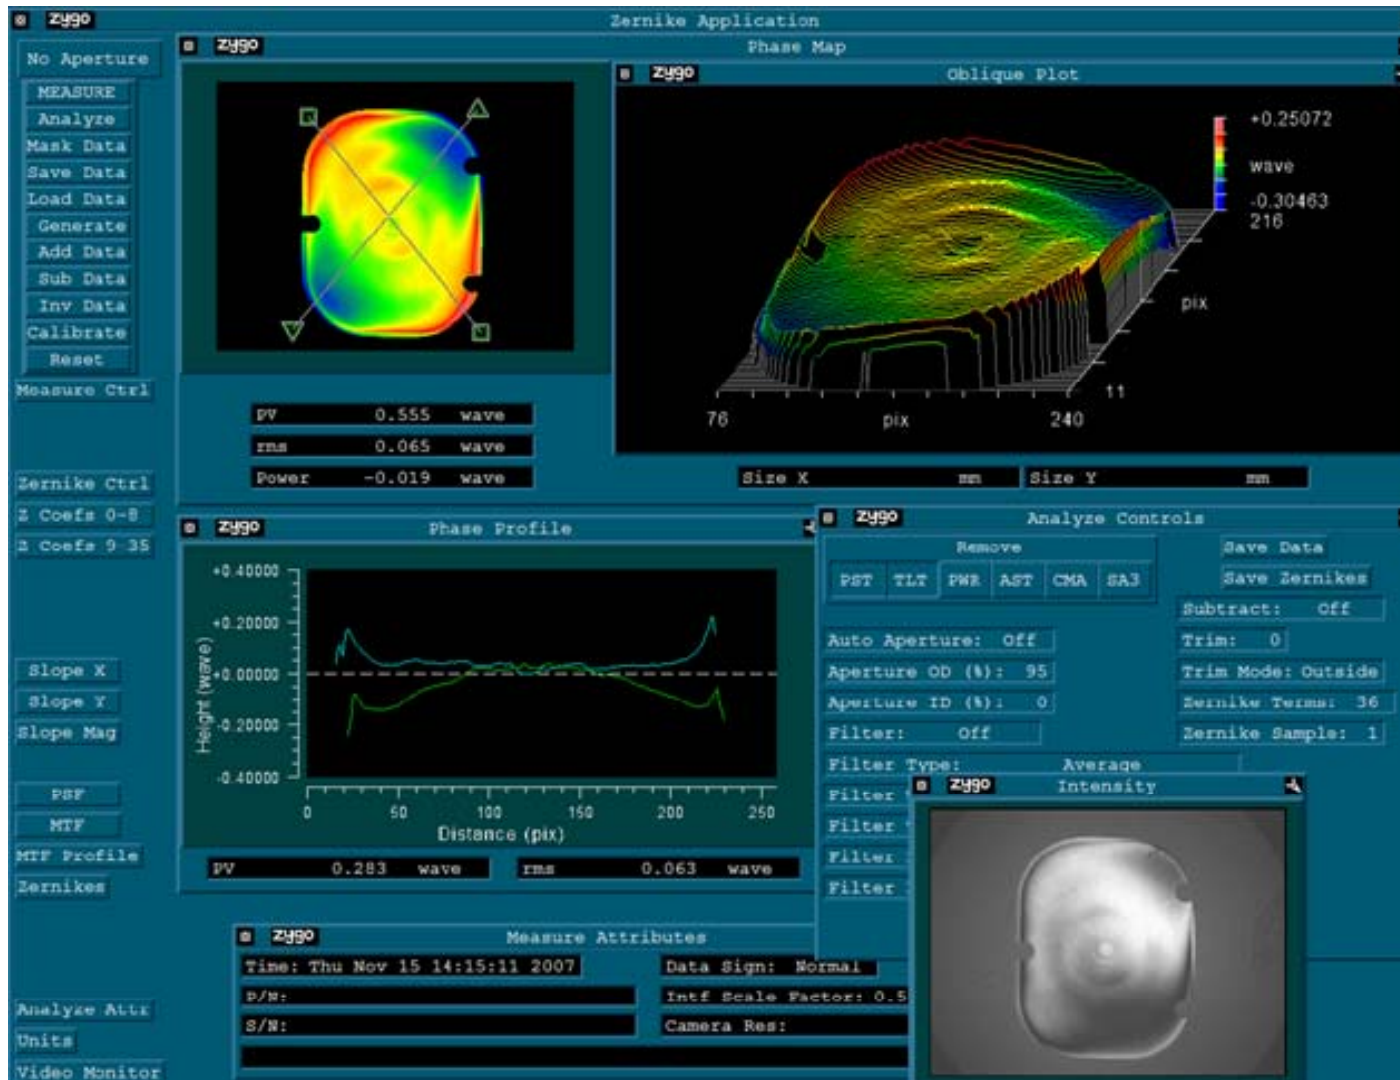 zygo Zernike Application
No Aperture
MEASURE
Analyze
Mask Data
Save Data
Load Data
Generate
Add Data
Sub Data
Inv Data
Calibrate
Reset
Measure Ctrl
Zernike Ctrl
Z Coefs 0-8
Z Coefs 9 35
Slope X
Slope Y
Slope Mag
PSF
MTF
MTF Profile
Zernikes
Analyze Attr
Units
Video Monitor
zygo Phase Map
PV 0.555 wave
rms 0.065 wave
Power -0.019 wave
zygo Oblique Plot
+0.25072
wave
-0.30463
216
pix
11
76 pix 240
Size X mm Size Y mm
zygo Phase Profile
+0.40000
+0.20000
+0.00000
-0.20000
-0.40000
Height (wave)
0 50 100 150 200 250
Distance (pix)
PV 0.283 wave rms 0.063 wave
zygo Analyze Controls
Remove
PST TLT PWR AST CMA SA3
Auto Aperture: Off
Aperture OD (%): 95
Aperture ID (%): 0
Filter: Off
Filter Type: Average
Filter
Filter
Filter
Filter
Save Data
Save Zernikes
Subtract: Off
Trim: 0
Trim Mode: Outside
Zernike Terms: 36
Zernike Sample: 1
zygo Intensity
zygo Measure Attributes
Time: Thu Nov 15 14:15:11 2007 Data Sign: Normal
P/N: Intf Scale Factor: 0.5
S/N: Camera Res: